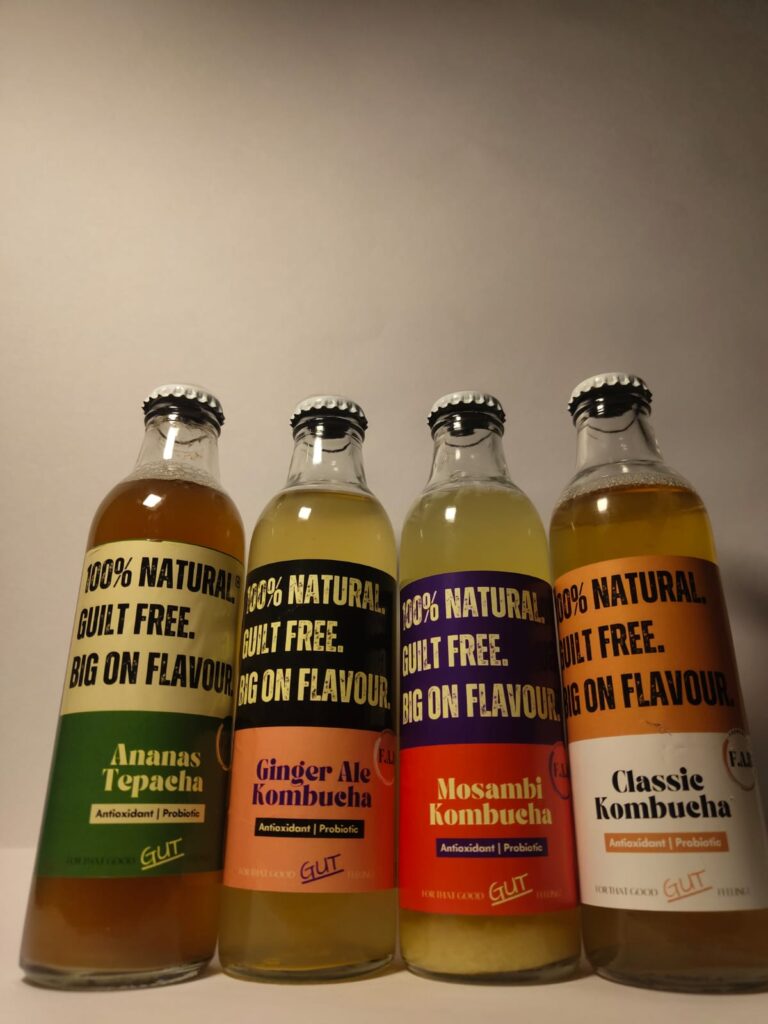 100% NATURAL.
GUILT FREE.
BIG ON FLAVOUR.
Ananas
Tepacha
Antioxidant | Probiotic
FOR THAT GOOD GUT FEELING
100% NATURAL.
GUILT FREE.
BIG ON FLAVOUR.
Ginger Ale
Kombucha
Antioxidant | Probiotic
FOR THAT GOOD GUT FEELING
100% NATURAL.
GUILT FREE.
BIG ON FLAVOUR.
Mosambi
Kombucha
Antioxidant | Probiotic
FOR THAT GOOD GUT FEELING
100% NATURAL.
GUILT FREE.
BIG ON FLAVOUR.
Classic
Kombucha
Antioxidant | Probiotic
FOR THAT GOOD GUT FEELING